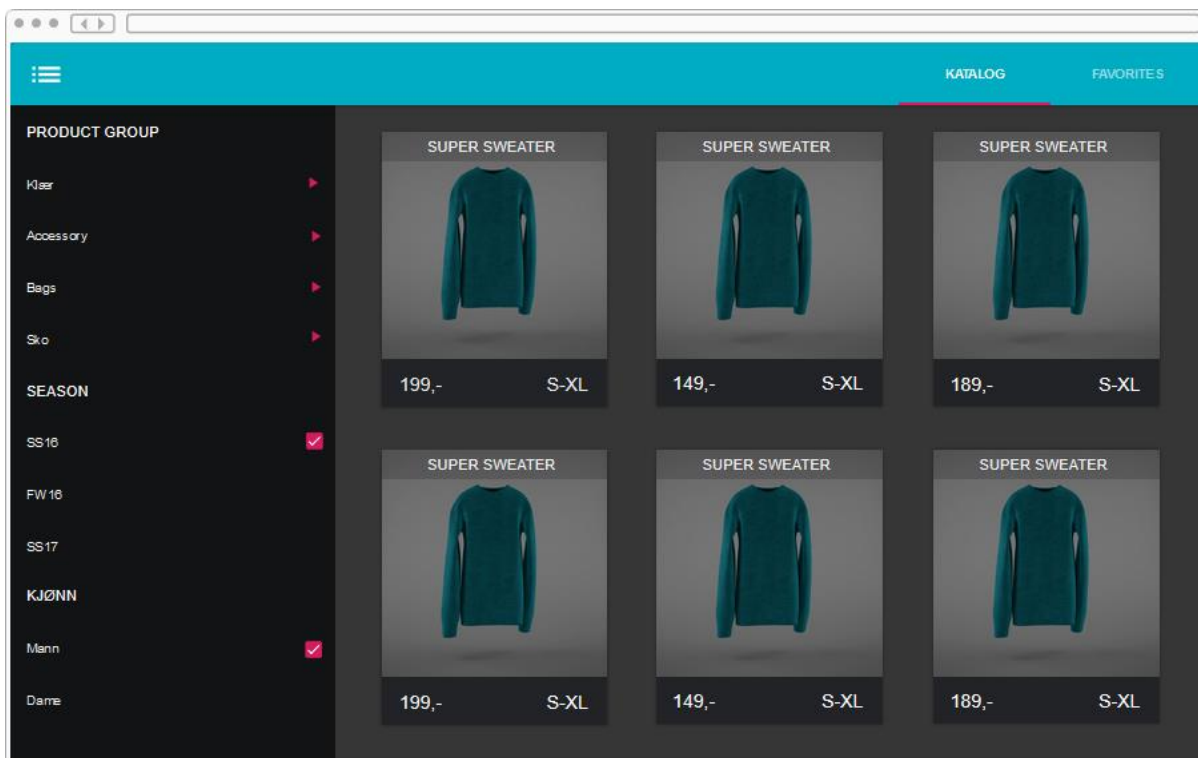 KATALOG FAVORITES
PRODUCT GROUP
Klær
Accessory
Bags
Sko
SEASON
SS16
FW16
SS17
KJØNN
Mann
Dame
SUPER SWEATER SUPER SWEATER SUPER SWEATER
199,- S-XL 149,- S-XL 189,- S-XL
SUPER SWEATER SUPER SWEATER SUPER SWEATER
199,- S-XL 149,- S-XL 189,- S-XL